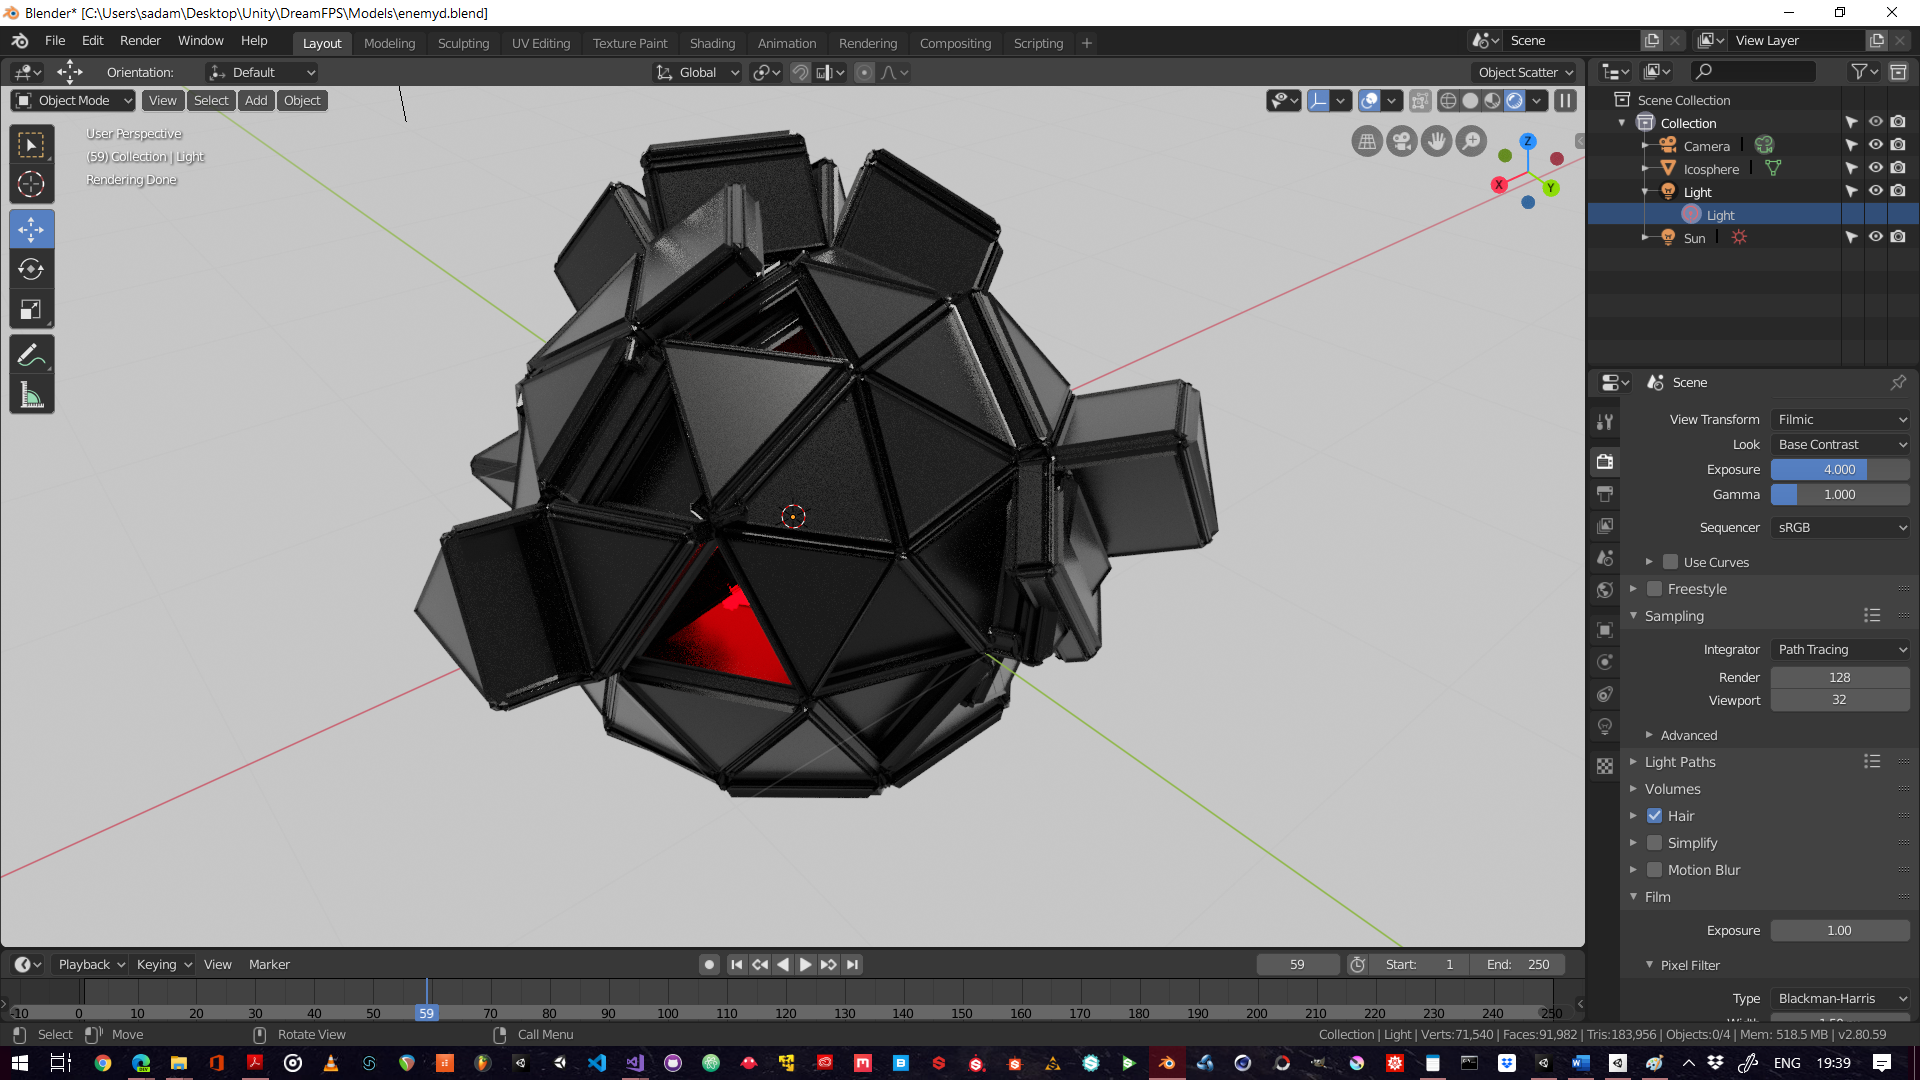 Blender* [C:\Users\sadam\Desktop\Unity\DreamFPS\Models\enemyd.blend]
File Edit Render Window Help Layout Modeling Sculpting UV Editing Texture Paint Shading Animation Rendering Compositing Scripting + Scene View Layer
Orientation: Default Global Object Scatter
Object Mode View Select Add Object
User Perspective
(59) Collection | Light
Rendering Done
Z
X
Y
Scene Collection
Collection
Camera
Icosphere
Light
Light
Sun
Scene
View Transform Filmic
Look Base Contrast
Exposure 4.000
Gamma 1.000
Sequencer sRGB
Use Curves
Freestyle
Sampling
Integrator Path Tracing
Render 128
Viewport 32
Advanced
Light Paths
Volumes
Hair
Simplify
Motion Blur
Film
Exposure 1.00
Pixel Filter
Type Blackman-Harris
Playback Keying View Marker 59 Start: 1 End: 250
-10 0 10 20 30 40 50 59 70 80 90 100 110 120 130 140 150 160 170 180 190 200 210 220 230 240 250
Select Move Rotate View Call Menu Collection | Light | Verts:71,540 | Faces:91,982 | Tris:183,956 | Objects:0/4 | Mem: 518.5 MB | v2.80.59
ENG 19:39